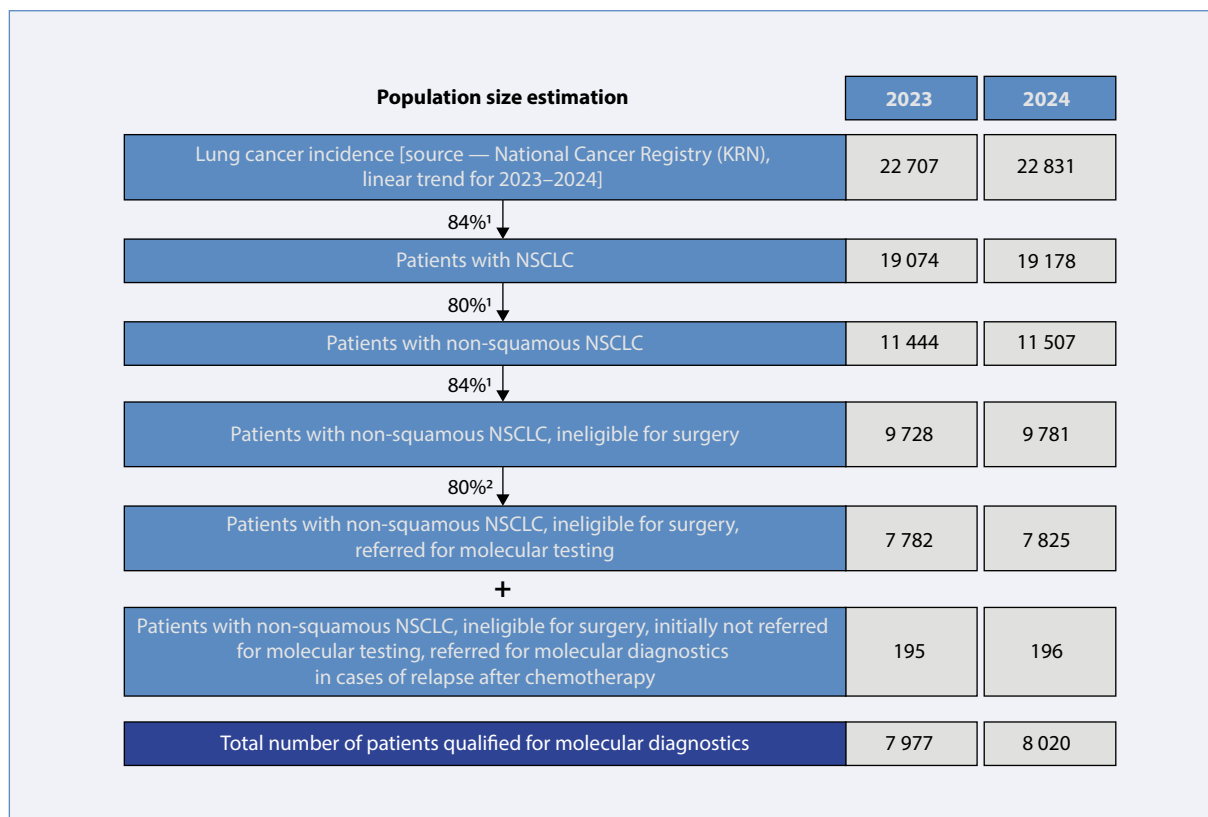 Population size estimation 2023 2024
Lung cancer incidence [source — National Cancer Registry (KRN),
linear trend for 2023–2024]
22 707 22 831
84%¹
Patients with NSCLC 19 074 19 178
80%¹
Patients with non-squamous NSCLC 11 444 11 507
84%¹
Patients with non-squamous NSCLC, ineligible for surgery 9 728 9 781
80%²
Patients with non-squamous NSCLC, ineligible for surgery,
referred for molecular testing
7 782 7 825
+
Patients with non-squamous NSCLC, ineligible for surgery, initially not referred
for molecular testing, referred for molecular diagnostics
in cases of relapse after chemotherapy
195 196
Total number of patients qualified for molecular diagnostics 7 977 8 020